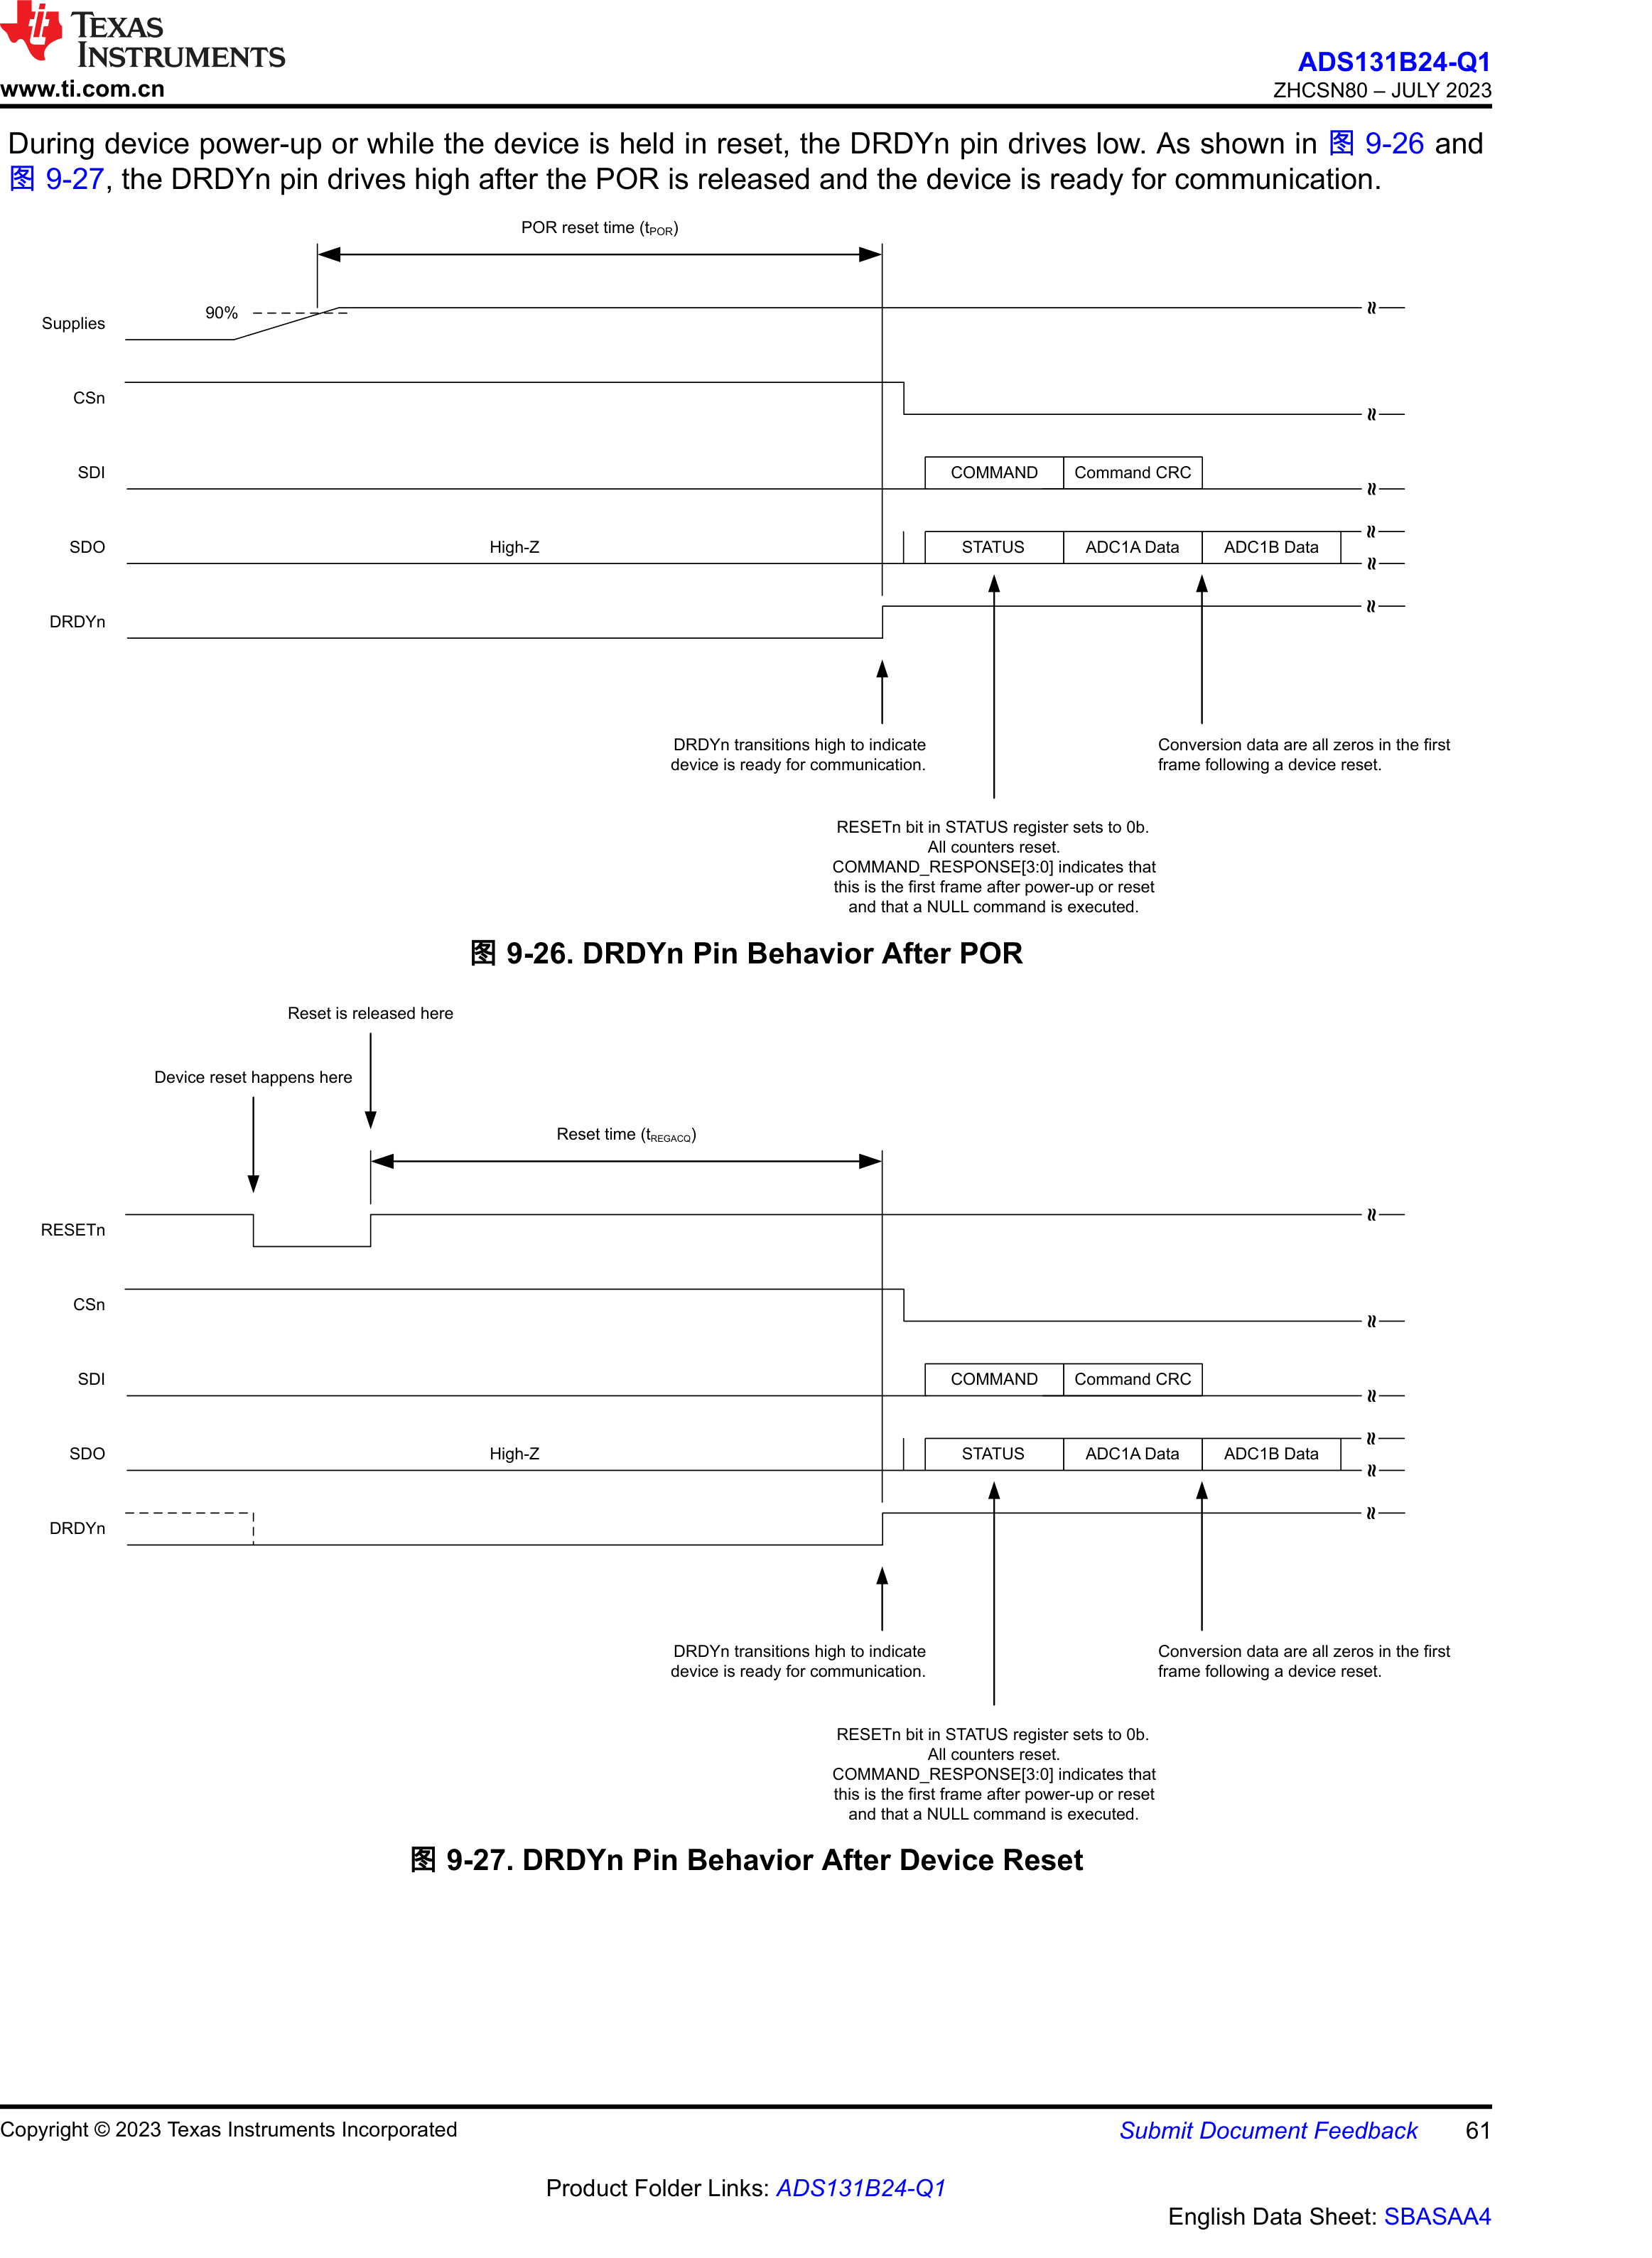 TEXAS
INSTRUMENTS
www.ti.com.cn
ADS131B24-Q1
ZHCSN80 – JULY 2023
During device power-up or while the device is held in reset, the DRDYn pin drives low. As shown in 图 9-26 and
图 9-27, the DRDYn pin drives high after the POR is released and the device is ready for communication.
POR reset time (tPOR)
90%
Supplies
CSn
SDI
COMMAND
Command CRC
SDO
High-Z
STATUS
ADC1A Data
ADC1B Data
DRDYn
DRDYn transitions high to indicate
device is ready for communication.
Conversion data are all zeros in the first
frame following a device reset.
RESETn bit in STATUS register sets to 0b.
All counters reset.
COMMAND_RESPONSE[3:0] indicates that
this is the first frame after power-up or reset
and that a NULL command is executed.
图 9-26. DRDYn Pin Behavior After POR
Reset is released here
Device reset happens here
Reset time (tREGACQ)
RESETn
CSn
SDI
COMMAND
Command CRC
SDO
High-Z
STATUS
ADC1A Data
ADC1B Data
DRDYn
DRDYn transitions high to indicate
device is ready for communication.
Conversion data are all zeros in the first
frame following a device reset.
RESETn bit in STATUS register sets to 0b.
All counters reset.
COMMAND_RESPONSE[3:0] indicates that
this is the first frame after power-up or reset
and that a NULL command is executed.
图 9-27. DRDYn Pin Behavior After Device Reset
Copyright © 2023 Texas Instruments Incorporated
Submit Document Feedback 61
Product Folder Links: ADS131B24-Q1
English Data Sheet: SBASAA4